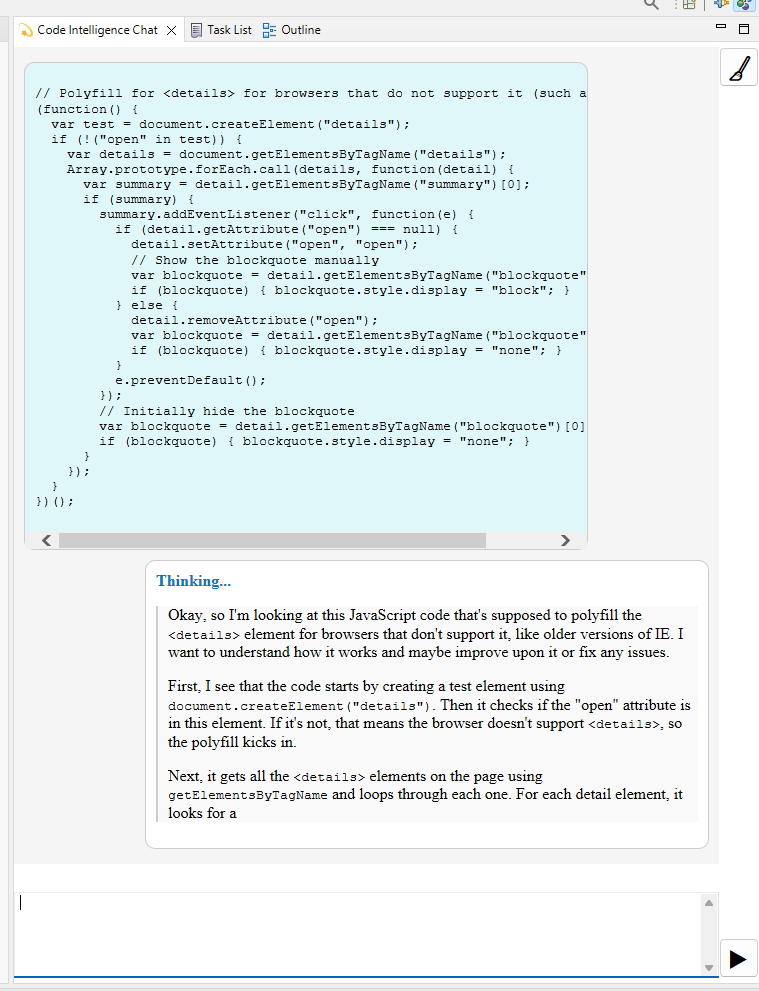 Code Intelligence Chat
Task List
Outline
// Polyfill for <details> for browsers that do not support it (such a
(function() {
  var test = document.createElement("details");
  if (!("open" in test)) {
    var details = document.getElementsByTagName("details");
    Array.prototype.forEach.call(details, function(detail) {
      var summary = detail.getElementsByTagName("summary")[0];
      if (summary) {
        summary.addEventListener("click", function(e) {
          if (detail.getAttribute("open") === null) {
            detail.setAttribute("open", "open");
            // Show the blockquote manually
            var blockquote = detail.getElementsByTagName("blockquote"
            if (blockquote) { blockquote.style.display = "block"; }
          } else {
            detail.removeAttribute("open");
            var blockquote = detail.getElementsByTagName("blockquote"
            if (blockquote) { blockquote.style.display = "none"; }
          }
          e.preventDefault();
        });
        // Initially hide the blockquote
        var blockquote = detail.getElementsByTagName("blockquote")[0]
        if (blockquote) { blockquote.style.display = "none"; }
      }
    });
  }
})();
Thinking...
Okay, so I'm looking at this JavaScript code that's supposed to polyfill the
<details> element for browsers that don't support it, like older versions of IE. I
want to understand how it works and maybe improve upon it or fix any issues.
First, I see that the code starts by creating a test element using
document.createElement("details"). Then it checks if the "open" attribute is
in this element. If it's not, that means the browser doesn't support <details>, so
the polyfill kicks in.
Next, it gets all the <details> elements on the page using
getElementsByTagName and loops through each one. For each detail element, it
looks for a